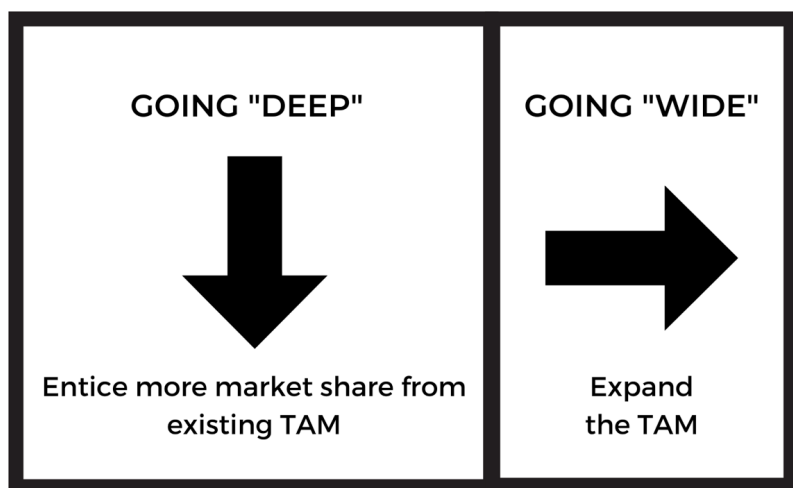 GOING "DEEP"
Entice more market share from
existing TAM
GOING "WIDE"
Expand
the TAM